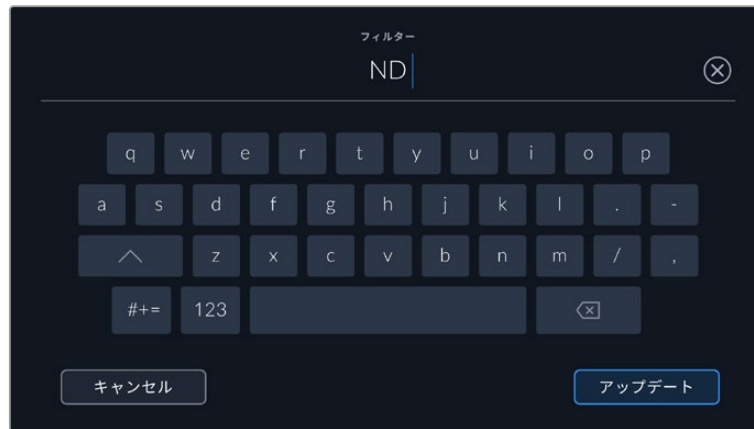 フィルター
ND
q w e r t y u i o p
a s d f g h j k l . -
z x c v b n m / ,
#+= 123
キャンセル アップデート